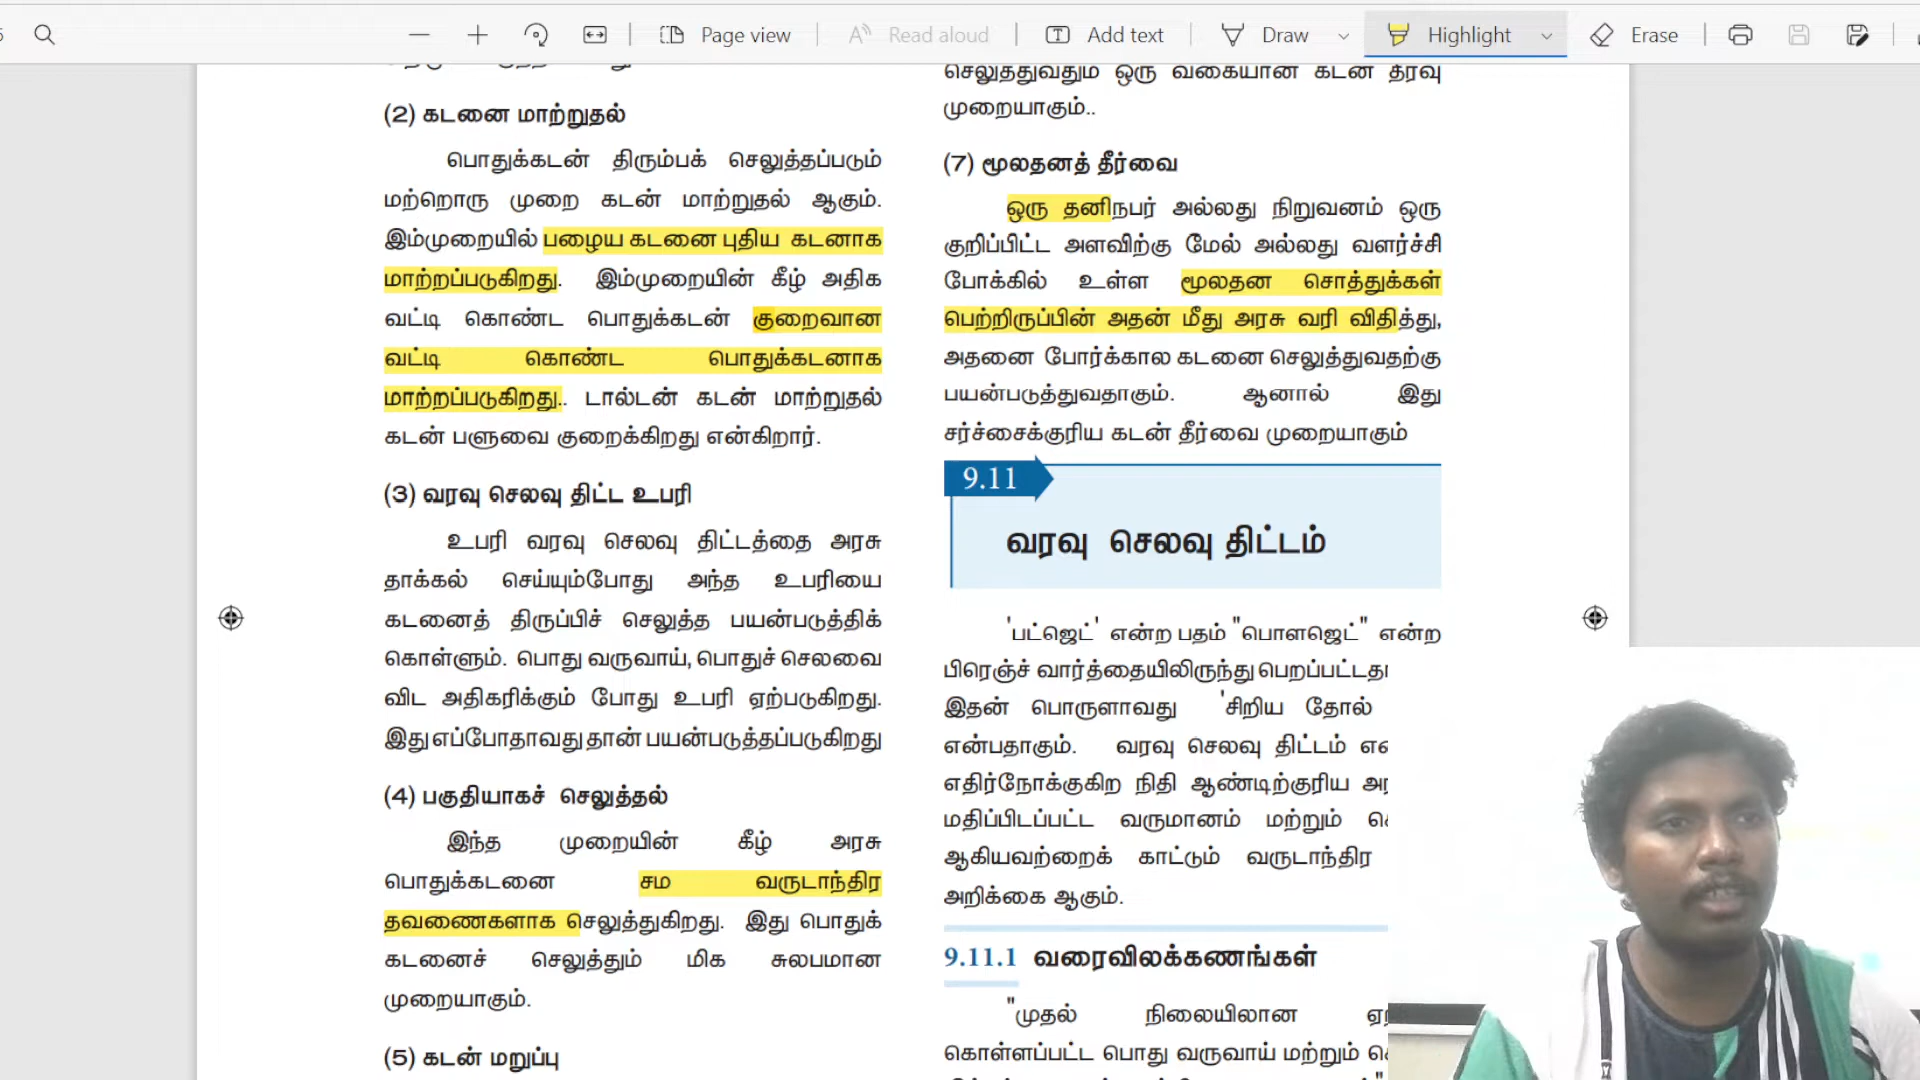 Page view
Read aloud
Add text
Draw
Highlight
Erase
(2) கடனை மாற்றுதல்
பொதுக்கடன் திரும்பக் செலுத்தப்படும்
மற்றொரு முறை கடன் மாற்றுதல் ஆகும்.
இம்முறையில் பழைய கடனை புதிய கடனாக
மாற்றப்படுகிறது. இம்முறையின் கீழ் அதிக
வட்டி கொண்ட பொதுக்கடன் குறைவான
வட்டி கொண்ட பொதுக்கடனாக
மாற்றப்படுகிறது.. டால்டன் கடன் மாற்றுதல்
கடன் பளுவை குறைக்கிறது என்கிறார்.
(3) வரவு செலவு திட்ட உபரி
உபரி வரவு செலவு திட்டத்தை அரசு
தாக்கல் செய்யும்போது அந்த உபரியை
கடனைத் திருப்பிச் செலுத்த பயன்படுத்திக்
கொள்ளும். பொது வருவாய், பொதுச் செலவை
விட அதிகரிக்கும் போது உபரி ஏற்படுகிறது.
இது எப்போதாவது தான் பயன்படுத்தப்படுகிறது
(4) பகுதியாகச் செலுத்தல்
இந்த முறையின் கீழ் அரசு
பொதுக்கடனை சம வருடாந்திர
தவணைகளாக செலுத்துகிறது. இது பொதுக்
கடனைச் செலுத்தும் மிக சுலபமான
முறையாகும்.
(5) கடன் மறுப்பு
செலுத்துவதும் ஒரு வகையான கடன் தீர்வு
முறையாகும்..
(7) மூலதனத் தீர்வை
ஒரு தனிநபர் அல்லது நிறுவனம் ஒரு
குறிப்பிட்ட அளவிற்கு மேல் அல்லது வளர்ச்சி
போக்கில் உள்ள மூலதன சொத்துக்கள்
பெற்றிருப்பின் அதன் மீது அரசு வரி விதித்து,
அதனை போர்க்கால கடனை செலுத்துவதற்கு
பயன்படுத்துவதாகும். ஆனால் இது
சர்ச்சைக்குரிய கடன் தீர்வை முறையாகும்
9.11
வரவு செலவு திட்டம்
'பட்ஜெட்' என்ற பதம் "பௌஜெட்" என்ற
பிரெஞ்ச் வார்த்தையிலிருந்து பெறப்பட்டதா
இதன் பொருளாவது 'சிறிய தோல்
என்பதாகும். வரவு செலவு திட்டம்
எதிர்நோக்குகிற நிதி ஆண்டிற்குரிய
மதிப்பிடப்பட்ட வருமானம் மற்றும்
ஆகியவற்றைக் காட்டும் வருடாந்திர
அறிக்கை ஆகும்.
9.11.1 வரைவிலக்கணங்கள்
"முதல் நிலையிலான
கொள்ளப்பட்ட பொது வருவாய் மற்றும்